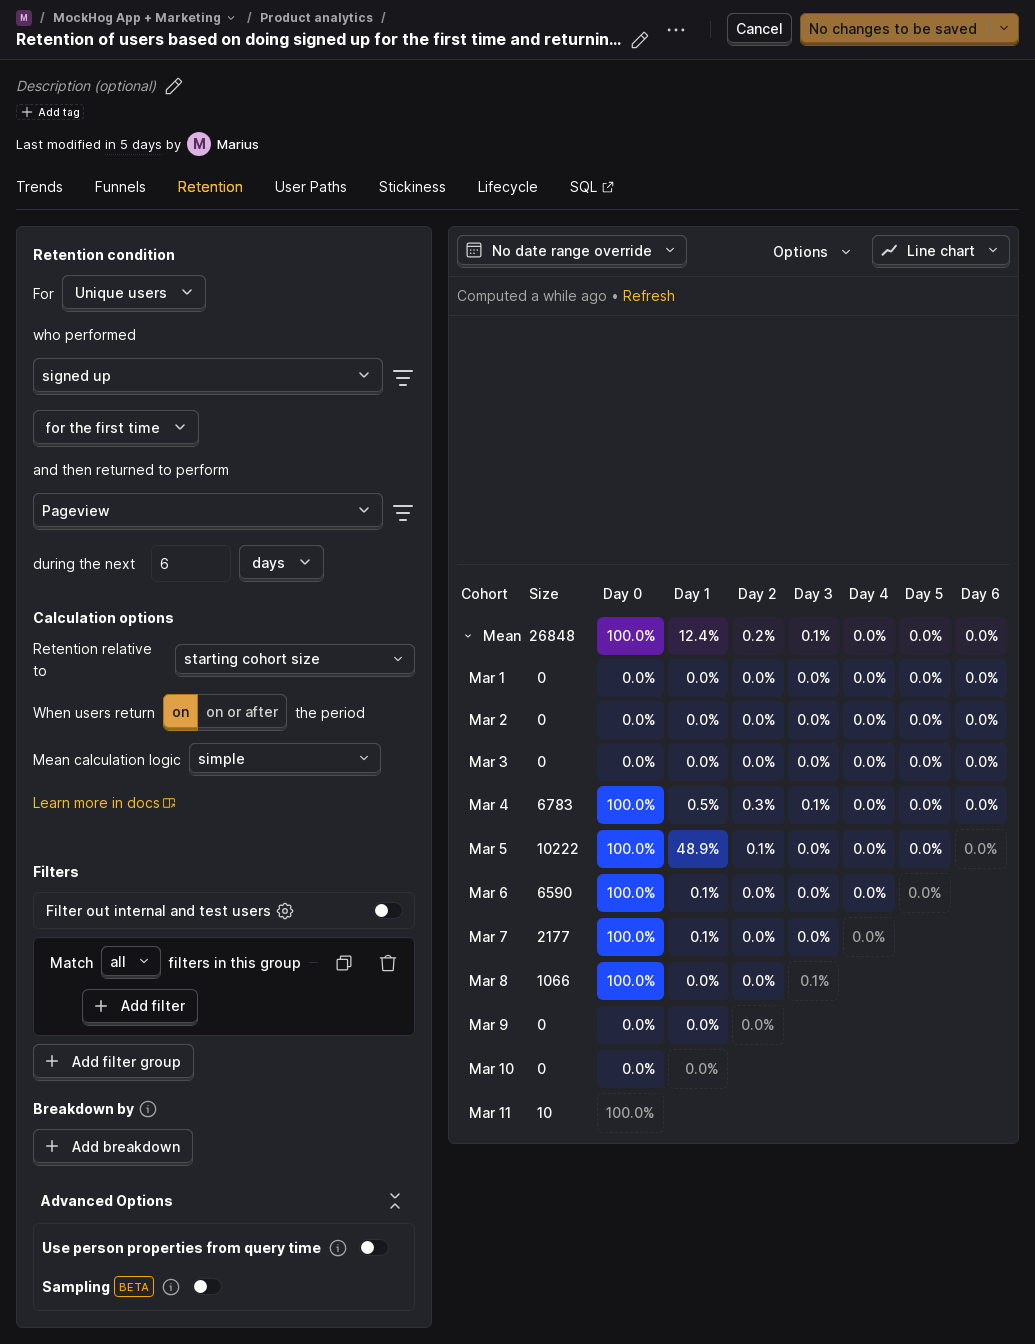 M / MockHog App + Marketing / Product analytics /
Retention of users based on doing signed up for the first time and returnin...
Cancel
No changes to be saved
Description (optional)
Add tag
Last modified in 5 days by M Marius
Trends Funnels Retention User Paths Stickiness Lifecycle SQL
Retention condition
For Unique users
who performed
signed up
for the first time
and then returned to perform
Pageview
during the next 6 days
Calculation options
Retention relative
to
starting cohort size
When users return on on or after the period
Mean calculation logic simple
Learn more in docs
Filters
Filter out internal and test users
Match all filters in this group
Add filter
Add filter group
Breakdown by
Add breakdown
Advanced Options
Use person properties from query time
Sampling BETA
No date range override
Options
Line chart
Computed a while ago • Refresh
Cohort Size Day 0 Day 1 Day 2 Day 3 Day 4 Day 5 Day 6
Mean 26848 100.0% 12.4% 0.2% 0.1% 0.0% 0.0% 0.0%
Mar 1 0 0.0% 0.0% 0.0% 0.0% 0.0% 0.0% 0.0%
Mar 2 0 0.0% 0.0% 0.0% 0.0% 0.0% 0.0% 0.0%
Mar 3 0 0.0% 0.0% 0.0% 0.0% 0.0% 0.0% 0.0%
Mar 4 6783 100.0% 0.5% 0.3% 0.1% 0.0% 0.0% 0.0%
Mar 5 10222 100.0% 48.9% 0.1% 0.0% 0.0% 0.0% 0.0%
Mar 6 6590 100.0% 0.1% 0.0% 0.0% 0.0% 0.0%
Mar 7 2177 100.0% 0.1% 0.0% 0.0% 0.0%
Mar 8 1066 100.0% 0.0% 0.0% 0.1%
Mar 9 0 0.0% 0.0% 0.0%
Mar 10 0 0.0% 0.0%
Mar 11 10 100.0%